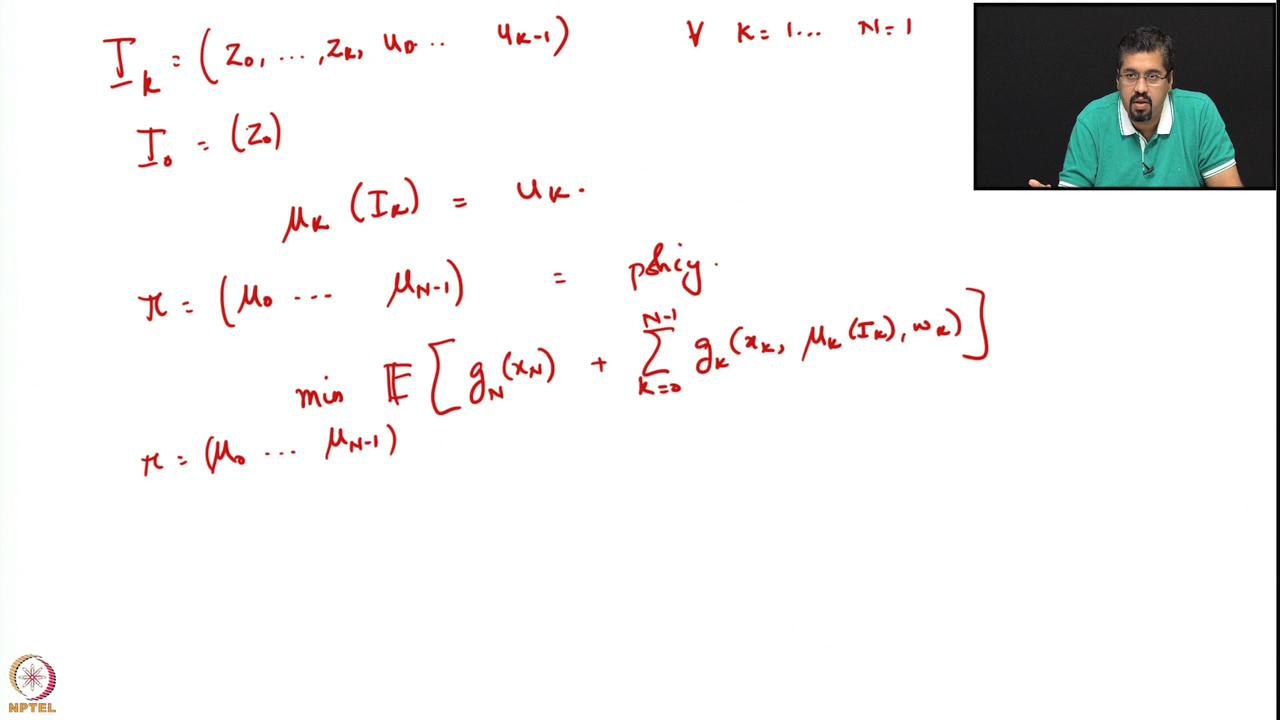 I_k = (z_0, ..., z_k, u_0 .. u_{k-1}) ∀ k = 1... N=1
I_0 = (z_0)
μ_k (I_k) = u_k.
π = (μ_0 ... μ_{N-1}) = policy.
min E [ g_N(x_N) + ∑_{k=0}^{N-1} g_k(x_k, μ_k(I_k), w_k) ]
π = (μ_0 ... μ_{N-1})
NPTEL